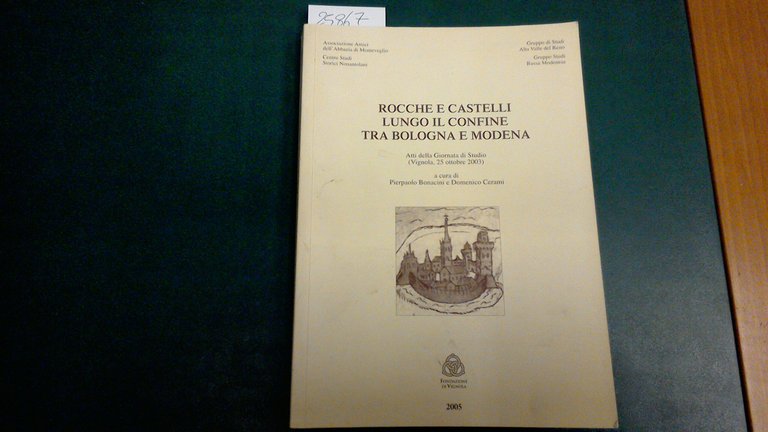 25867
Associazione Amici
dell'Abbazia di Monteveglio
Centro Studi
Storici Nonantolani
Gruppo di Studi
Alta Valle del Reno
Gruppo Studi
Bassa Modenese
ROCCHE E CASTELLI
LUNGO IL CONFINE
TRA BOLOGNA E MODENA
Atti della Giornata di Studio
(Vignola, 25 ottobre 2003)
a cura di
Pierpaolo Bonacini e Domenico Cerami
FONDAZIONE
DI VIGNOLA
2005